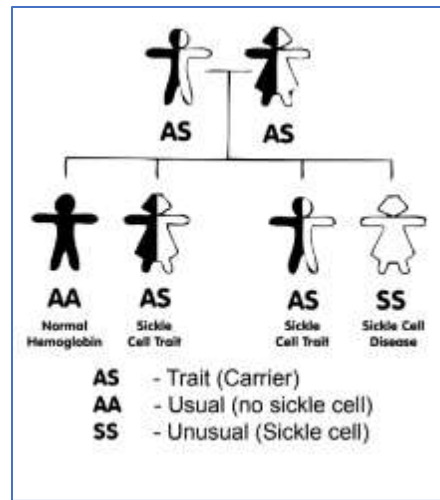 AS AS
AA AS AS SS
Normal Sickle Sickle Sickle Cell
Hemoglobin Cell Trait Cell Trait Disease
AS - Trait (Carrier)
AA - Usual (no sickle cell)
SS - Unusual (Sickle cell)